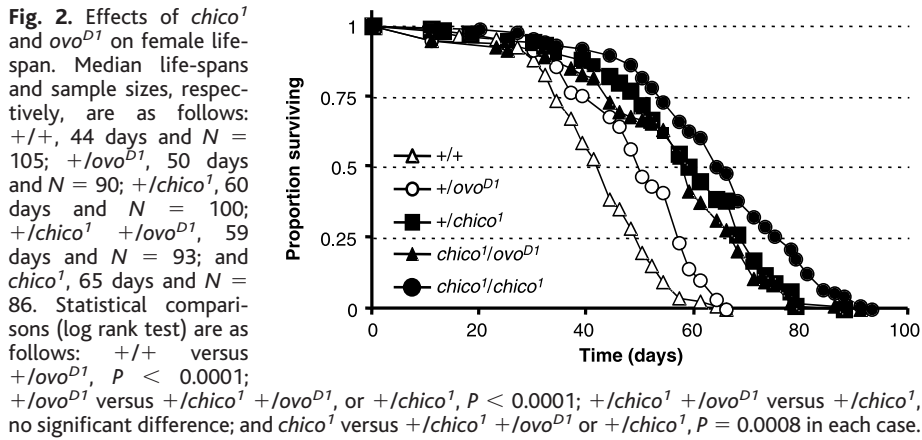 Fig. 2. Effects of chico¹
and ovoᴰ¹ on female life-
span. Median life-spans
and sample sizes, respec-
tively, are as follows:
+/+, 44 days and N =
105; +/ovoᴰ¹, 50 days
and N = 90; +/chico¹, 60
days and N = 100;
+/chico¹ +/ovoᴰ¹, 59
days and N = 93; and
chico¹, 65 days and N =
86. Statistical compari-
sons (log rank test) are as
follows: +/+ versus
+/ovoᴰ¹, P < 0.0001;
+/ovoᴰ¹ versus +/chico¹ +/ovoᴰ¹, or +/chico¹, P < 0.0001; +/chico¹ +/ovoᴰ¹ versus +/chico¹,
no significant difference; and chico¹ versus +/chico¹ +/ovoᴰ¹ or +/chico¹, P = 0.0008 in each case.
Proportion surviving
1
0.75
0.5
0.25
0
+/+
+/ovoᴰ¹
+/chico¹
chico¹/ovoᴰ¹
chico¹/chico¹
0 20 40 60 80 100
Time (days)